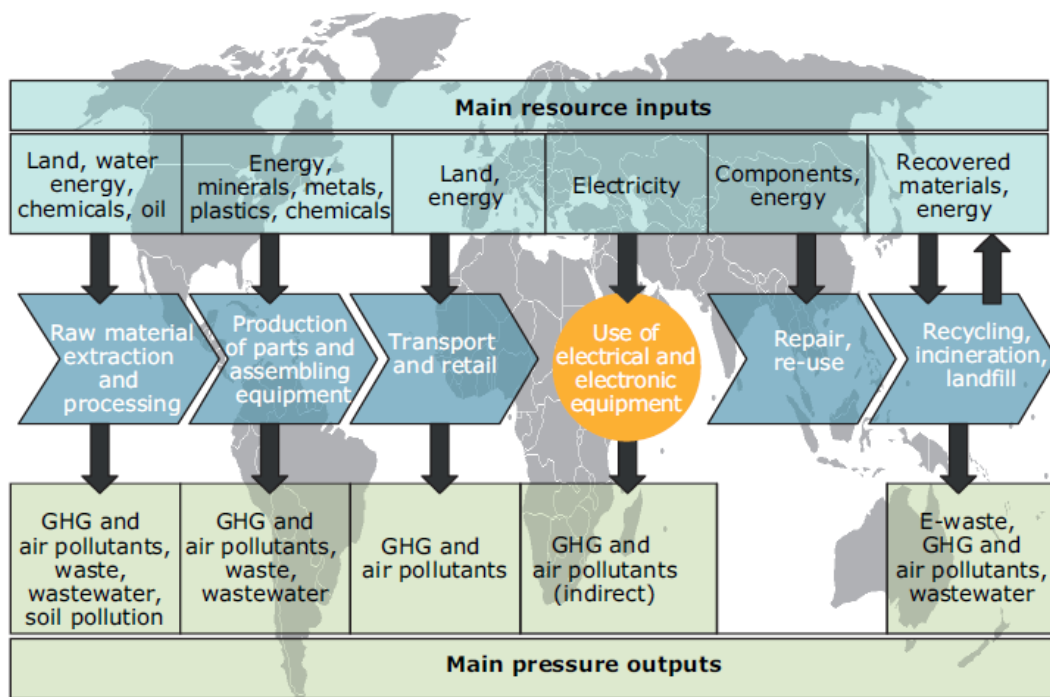 Main resource inputs
Land, water
energy,
chemicals, oil
Energy,
minerals, metals,
plastics, chemicals
Land,
energy
Electricity
Components,
energy
Recovered
materials,
energy
Raw material
extraction
and
processing
Production
of parts and
assembling
equipment
Transport
and retail
Use of
electrical and
electronic
equipment
Repair,
re-use
Recycling,
incineration,
landfill
GHG and
air pollutants,
waste,
wastewater,
soil pollution
GHG and
air pollutants,
waste,
wastewater
GHG and
air pollutants
GHG and
air pollutants
(indirect)
E-waste,
GHG and
air pollutants,
wastewater
Main pressure outputs